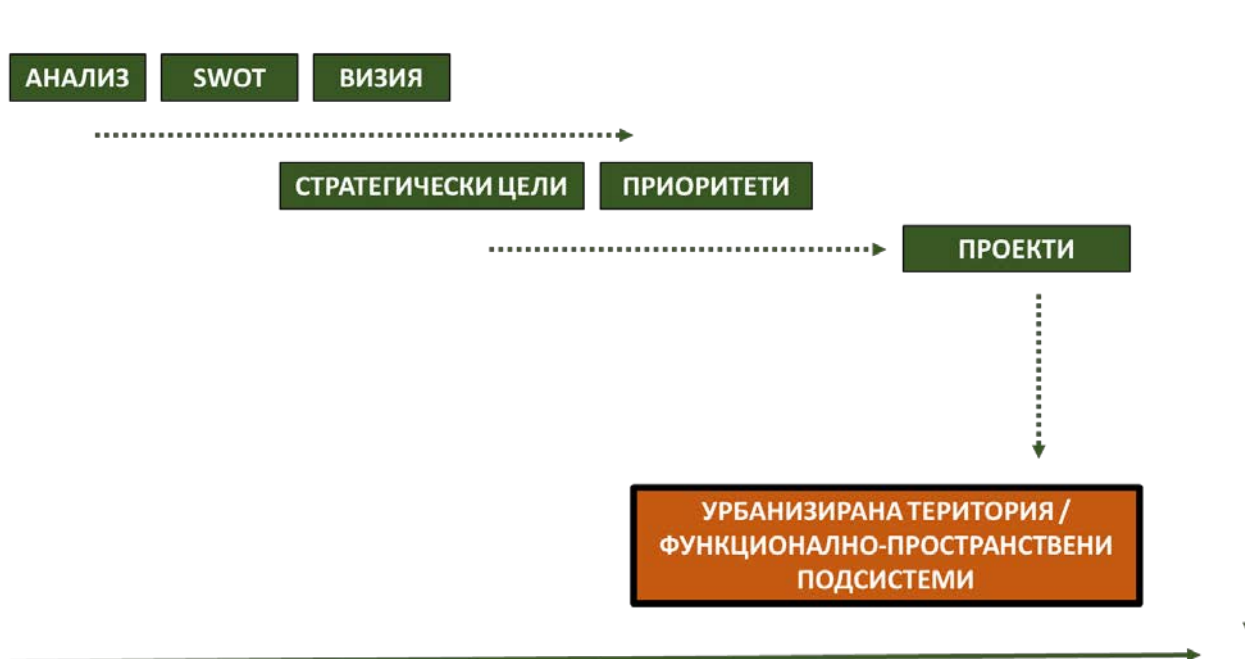 АНАЛИЗ SWOT ВИЗИЯ
СТРАТЕГИЧЕСКИ ЦЕЛИ ПРИОРИТЕТИ
ПРОЕКТИ
УРБАНИЗИРАНА ТЕРИТОРИЯ /
ФУНКЦИОНАЛНО-ПРОСТРАНСТВЕНИ
ПОДСИСТЕМИ